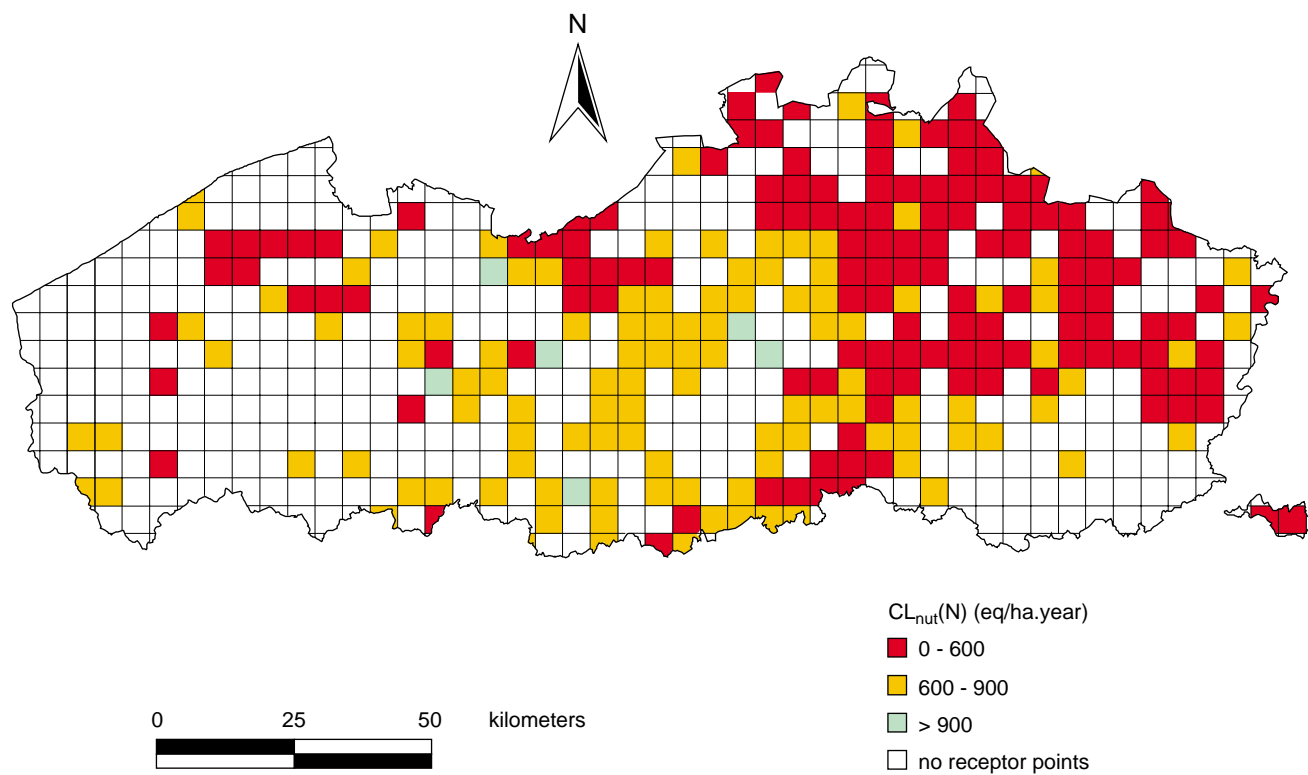 N
CLnut(N) (eq/ha.year)
0 - 600
600 - 900
> 900
no receptor points
0 25 50 kilometers